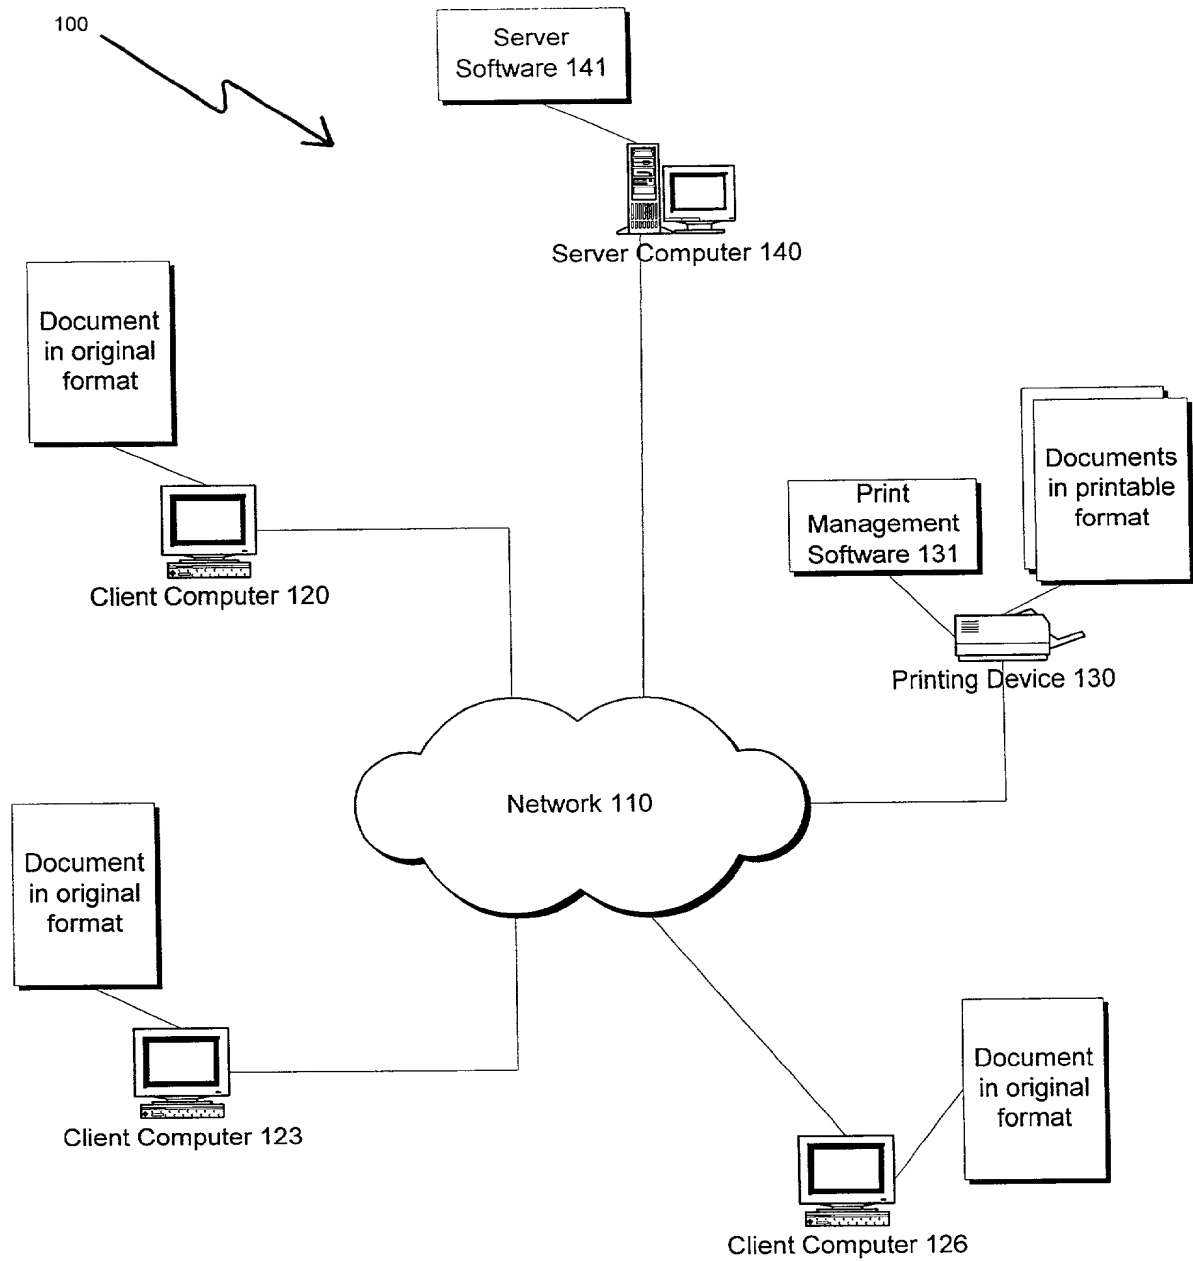 100
Server
Software 141
Server Computer 140
Document
in original
format
Client Computer 120
Print
Management
Software 131
Documents
in printable
format
Printing Device 130
Network 110
Document
in original
format
Client Computer 123
Document
in original
format
Client Computer 126